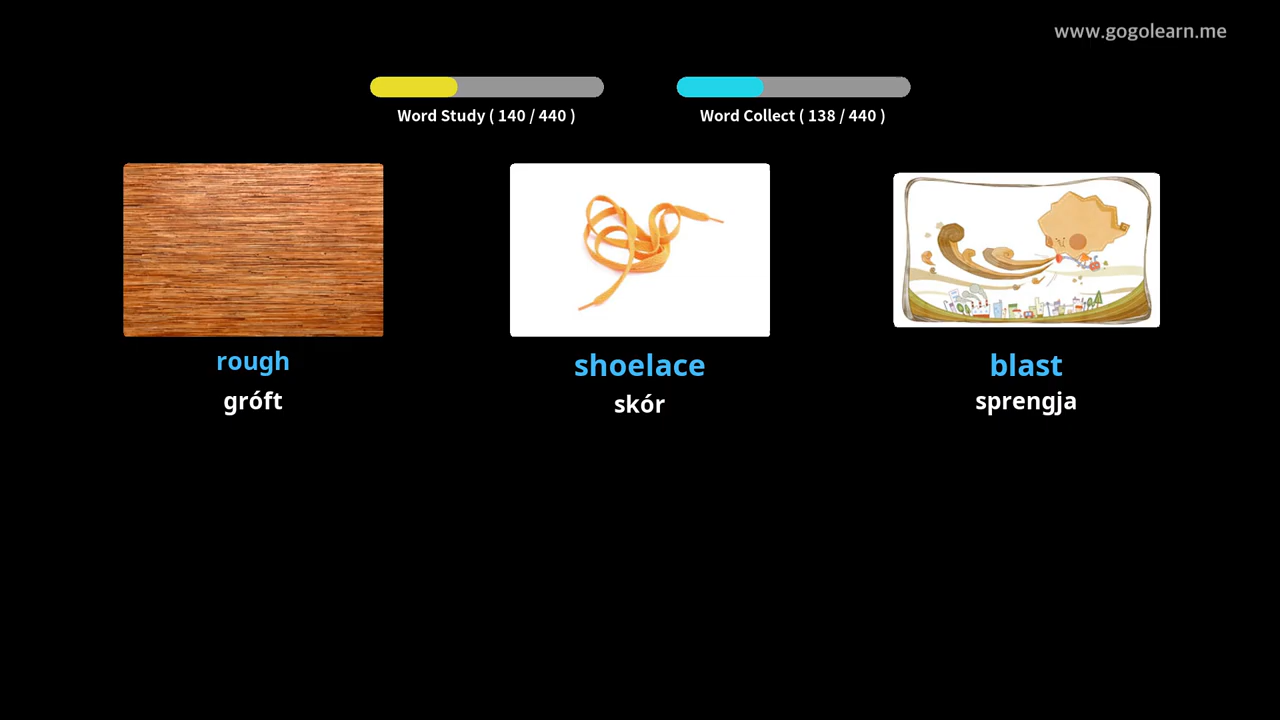 www.gogolearn.me
Word Study ( 140 / 440 )
Word Collect ( 138 / 440 )
rough
gróft
shoelace
skór
blast
sprengja